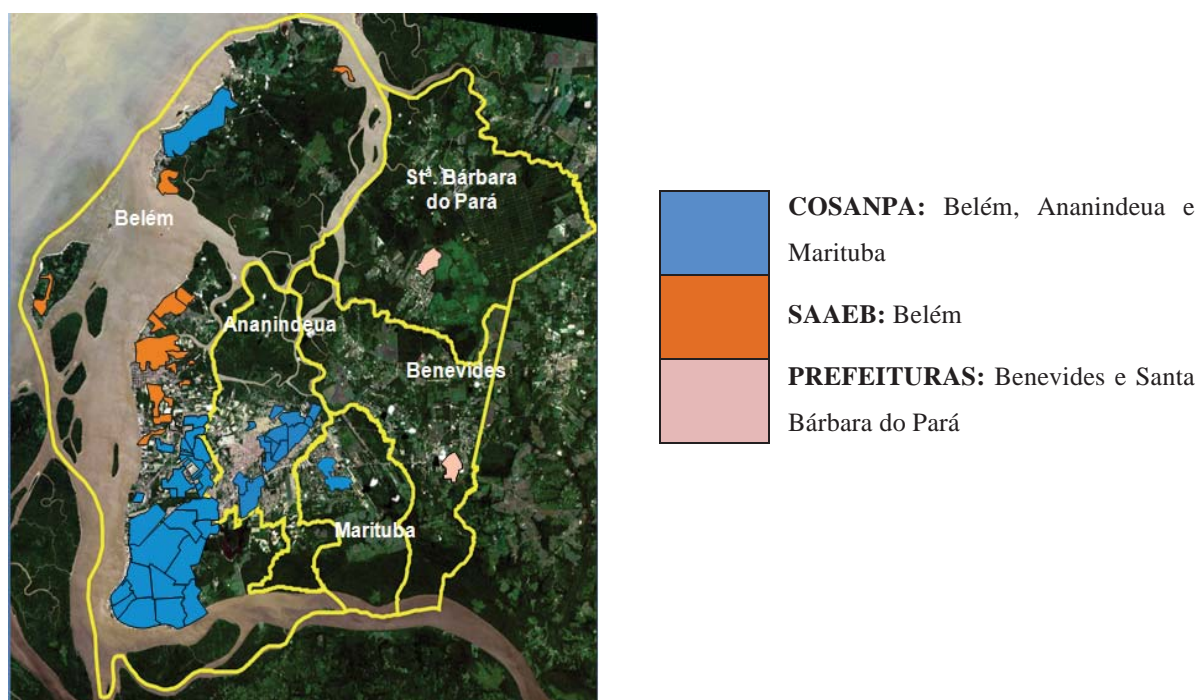 Stª. Bárbara
do Pará
Belém
Ananindeua
Benevides
Marituba
COSANPA: Belém, Ananindeua e
Marituba
SAAEB: Belém
PREFEITURAS: Benevides e Santa
Bárbara do Pará